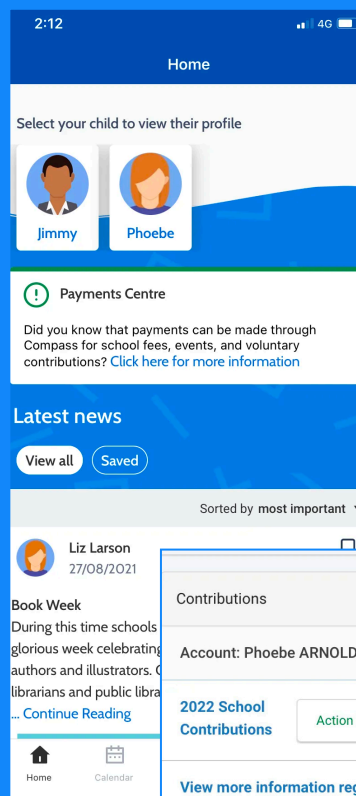 2:12
4G
Home
Select your child to view their profile
Jimmy
Phoebe
Payments Centre
Did you know that payments can be made through
Compass for school fees, events, and voluntary
contributions? Click here for more information
Latest news
View all
Saved
Sorted by most important
Liz Larson
27/08/2021
Book Week
During this time schools
glorious week celebrating
authors and illustrators.
librarians and public libra
... Continue Reading
Home
Calendar
Contributions
Account: Phoebe ARNOLD
2022 School
Contributions
Action
View more information reg